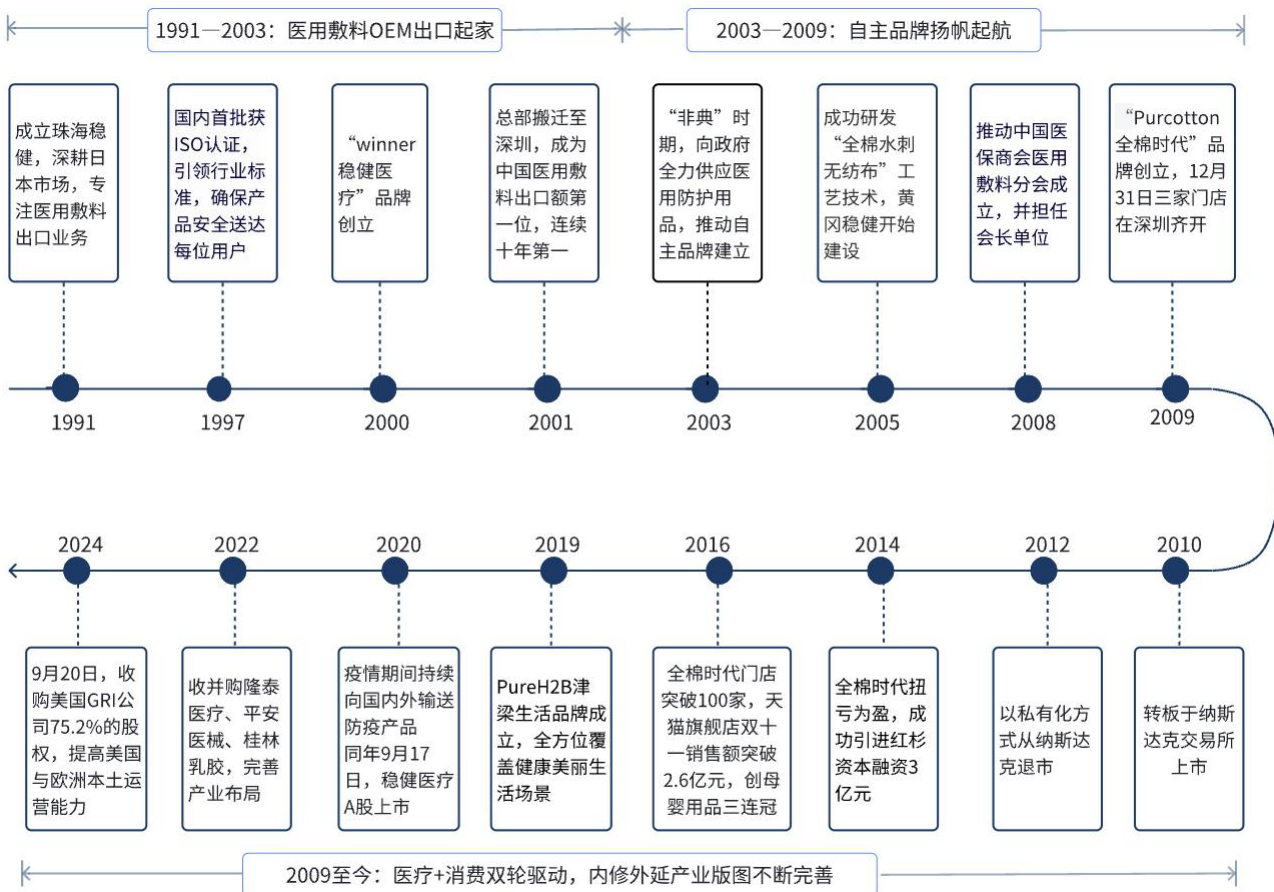 1991—2003：医用敷料OEM出口起家
2003—2009：自主品牌扬帆起航
成立珠海稳
健，深耕日
本市场，专
注医用敷料
出口业务
国内首批获
ISO认证，
引领行业标
准，确保产
品安全送达
每位用户
“winner
稳健医
疗”品牌
创立
总部搬迁至
深圳，成为
中国医用敷
料出口额第
一位，连续
十年第一
“非典”时
期，向政府
全力供应医
用防护用
品，推动自
主品牌建立
成功研发
“全棉水刺
无纺布”工
艺技术，黄
冈稳健开始
建设
推动中国医
保商会医用
敷料分会成
立，并担任
会长单位
“Purcotton
全棉时代”品
牌创立，12月
31日三家门店
在深圳齐开
1991
1997
2000
2001
2003
2005
2008
2009
2024
2022
2020
2019
2016
2014
2012
2010
9月20日，收
购美国GRI公
司75.2%的股
权，提高美国
与欧洲本土运
营能力
收并购隆泰
医疗、平安
医械、桂林
乳胶，完善
产业布局
疫情期间持续
向国内外输送
防疫产品
同年9月17
日，稳健医疗
A股上市
PureH2B津
梁生活品牌成
立，全方位覆
盖健康美丽生
活场景
全棉时代门店
突破100家，天
猫旗舰店双十
一销售额突破
2.6亿元，创母
婴用品三连冠
全棉时代扭
亏为盈，成
功引进红杉
资本融资3
亿元
以私有化方
式从纳斯达
克退市
转板于纳斯
达克交易所
上市
2009至今：医疗+消费双轮驱动，内修外延产业版图不断完善